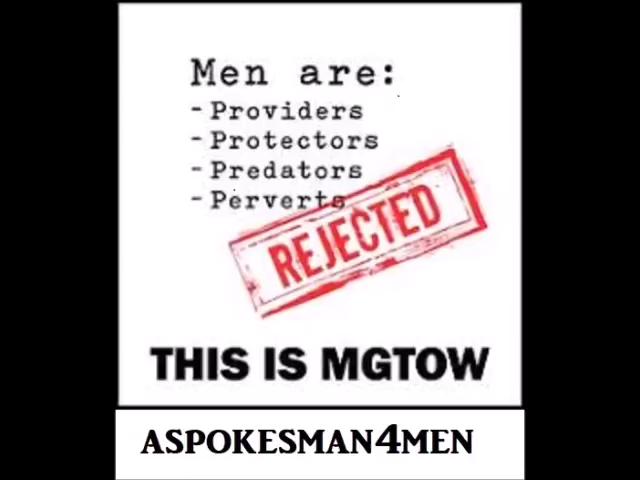 Men are:
- Providers
- Protectors
- Predators
- Perverts
REJECTED
THIS IS MGTOW
ASPOKESMAN4MEN